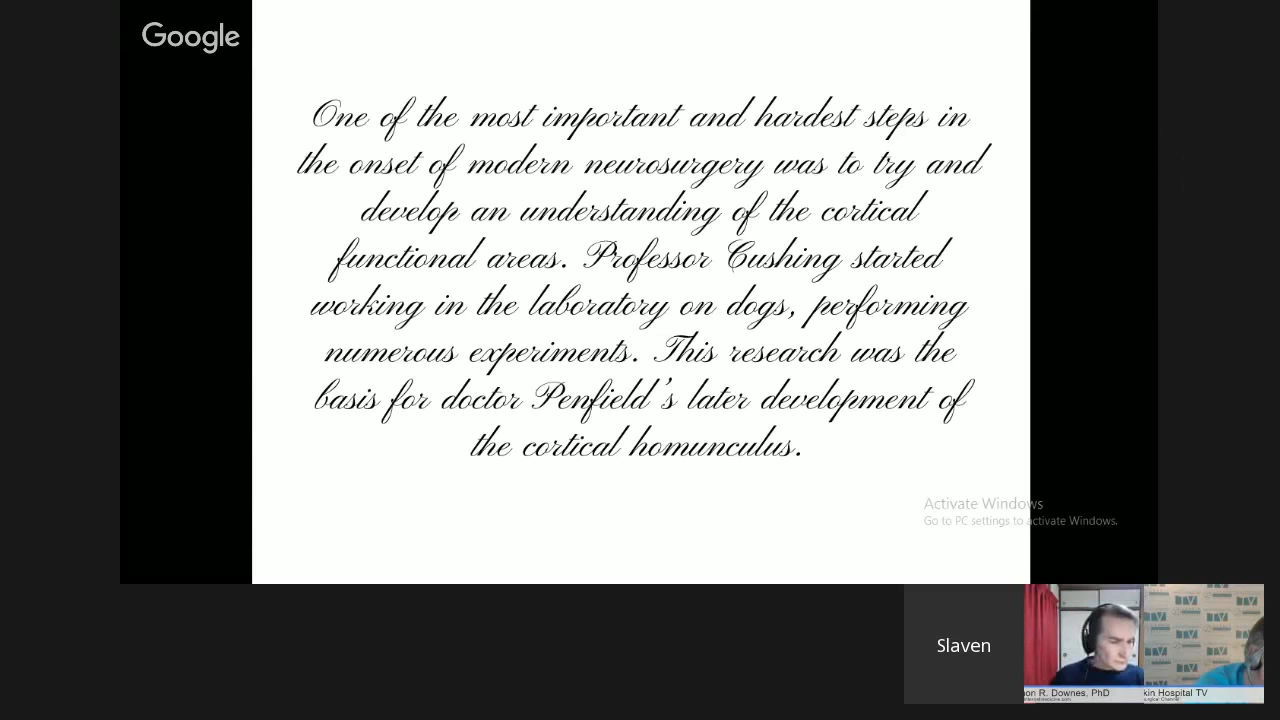 Google
One of the most important and hardest steps in
the onset of modern neurosurgery was to try and
develop an understanding of the cortical
functional areas. Professor Cushing started
working in the laboratory on dogs, performing
numerous experiments. This research was the
basis for doctor Penfield's later development of
the cortical homunculus.
Activate Windows
Go to PC settings to activate Windows.
Slaven
TV TV
R. Downes, PhD
Hospital TV